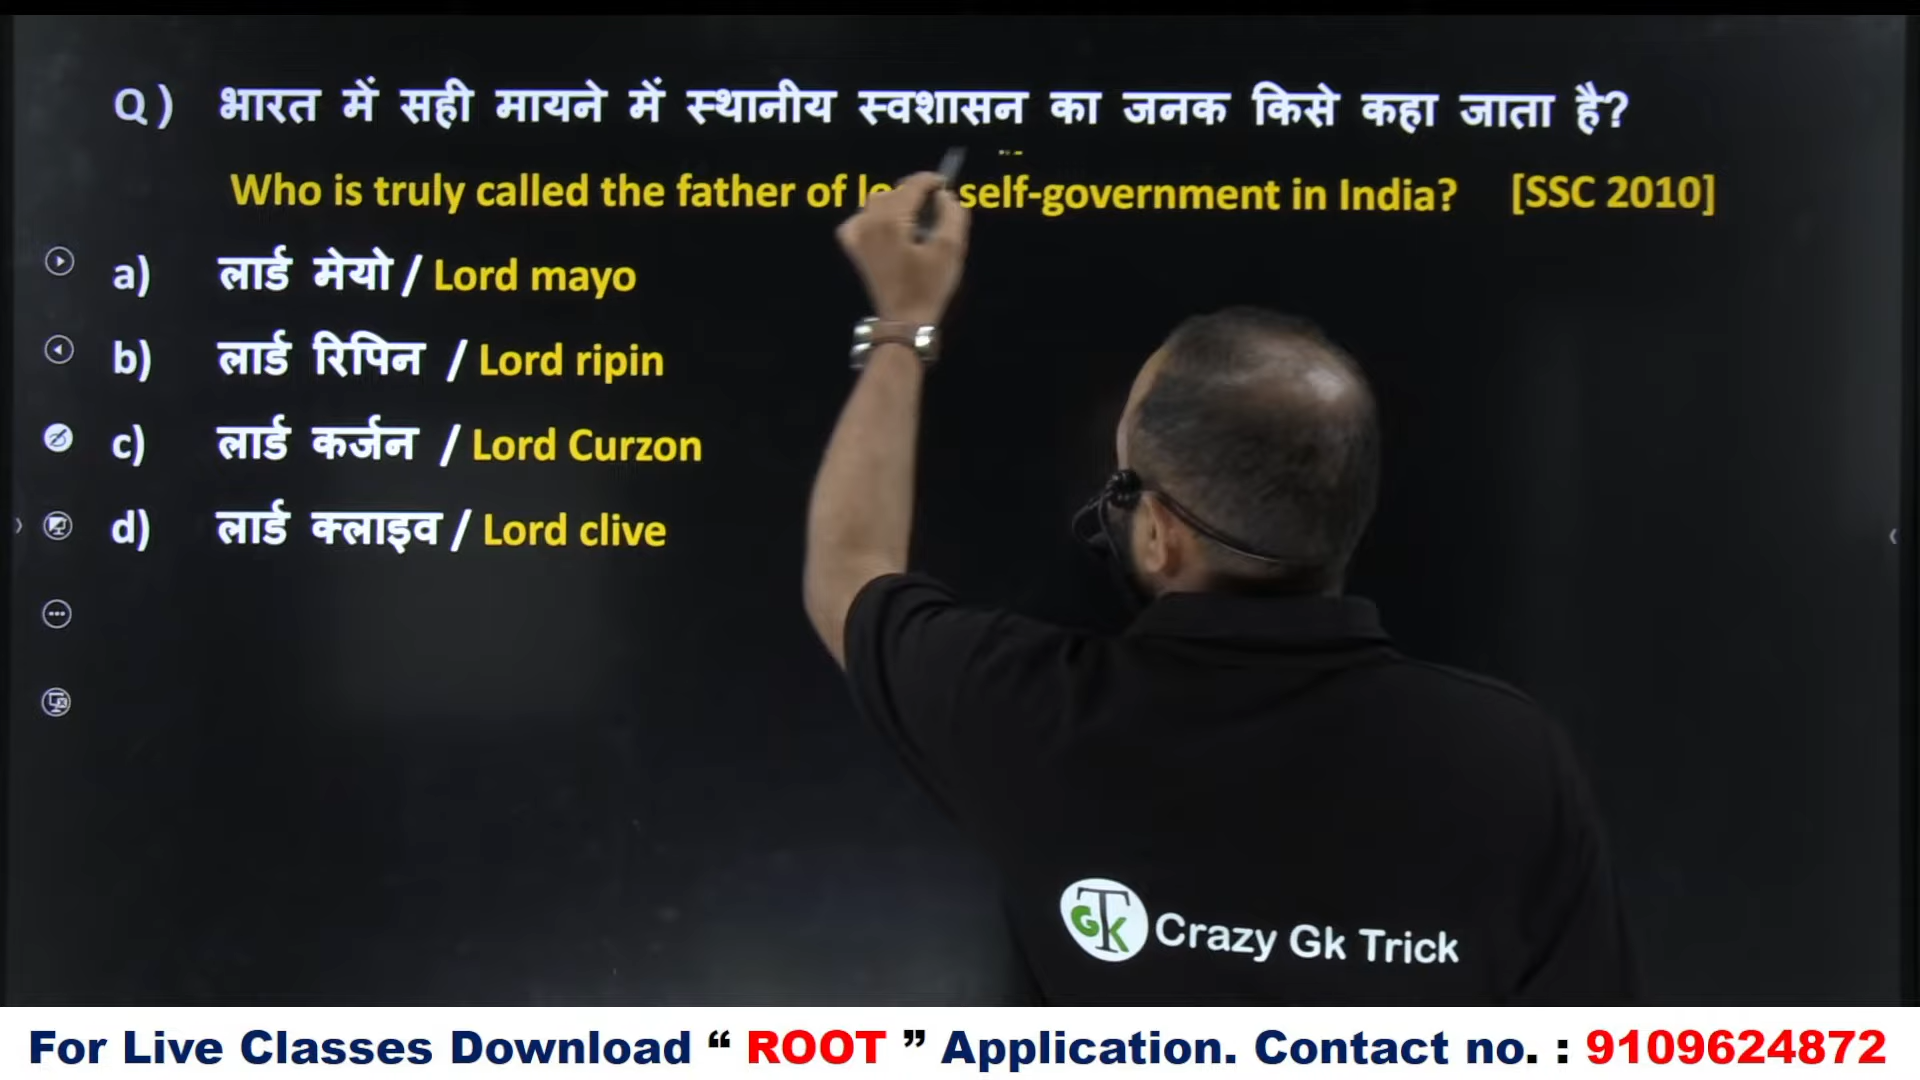 Q) भारत में सही मायने में स्थानीय स्वशासन का जनक किसे कहा जाता है?
Who is truly called the father of self-government in India? [SSC 2010]
a) लार्ड मेयो / Lord mayo
b) लार्ड रिपिन / Lord ripin
c) लार्ड कर्जन / Lord Curzon
d) लार्ड क्लाइव / Lord clive
GTK Crazy Gk Trick
For Live Classes Download “ ROOT ” Application. Contact no. : 9109624872